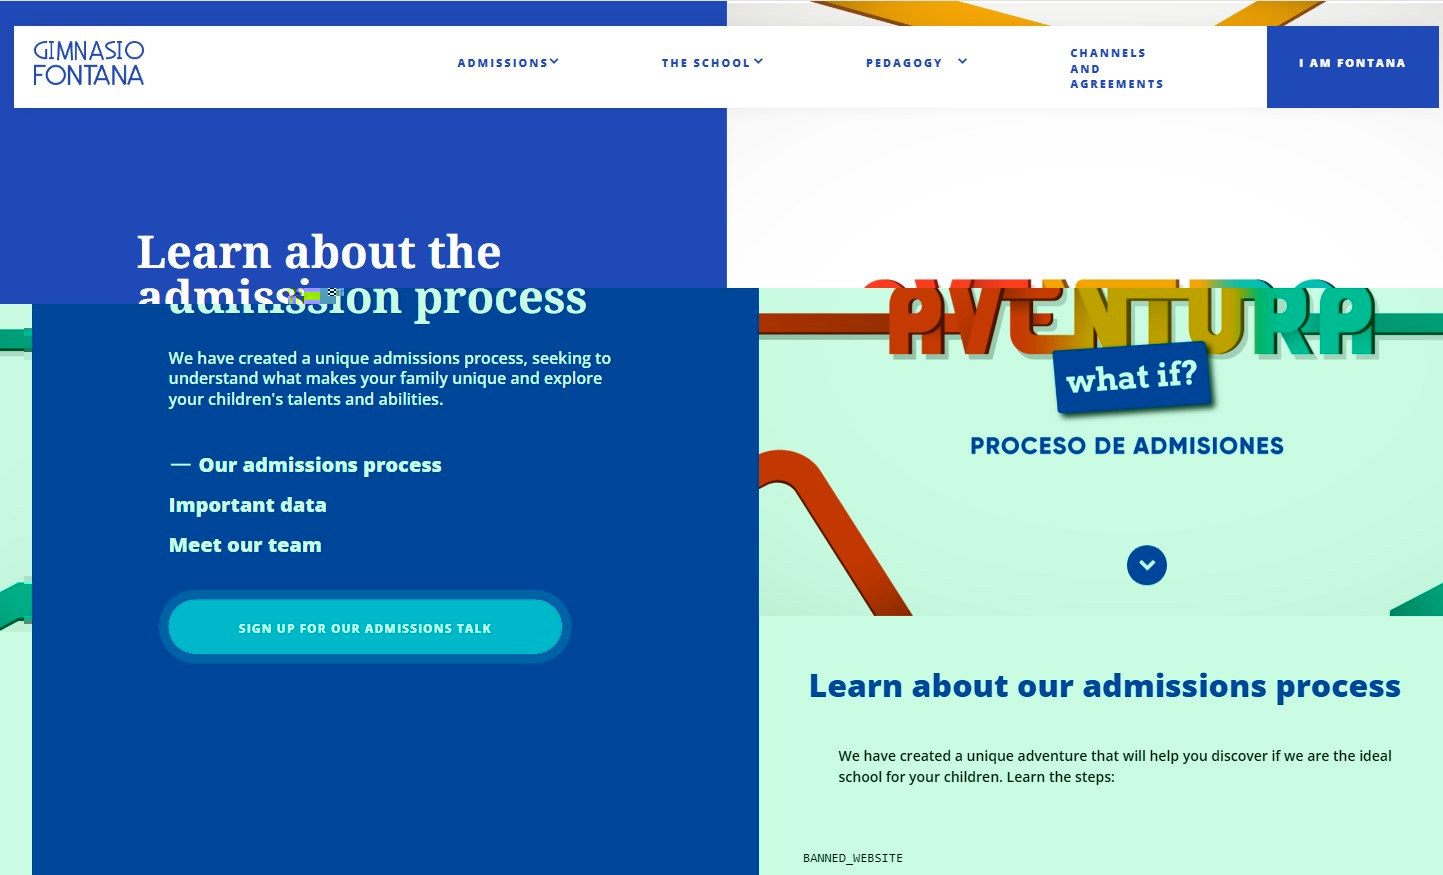 GIMNASIO
FONTANA
ADMISSIONS
THE SCHOOL
PEDAGOGY
CHANNELS
AND
AGREEMENTS
I AM FONTANA
Learn about the
admission process
We have created a unique admissions process, seeking to
understand what makes your family unique and explore
your children's talents and abilities.
— Our admissions process
Important data
Meet our team
SIGN UP FOR OUR ADMISSIONS TALK
AVENTURA
what if?
PROCESO DE ADMISIONES
Learn about our admissions process
We have created a unique adventure that will help you discover if we are the ideal
school for your children. Learn the steps:
BANNED_WEBSITE